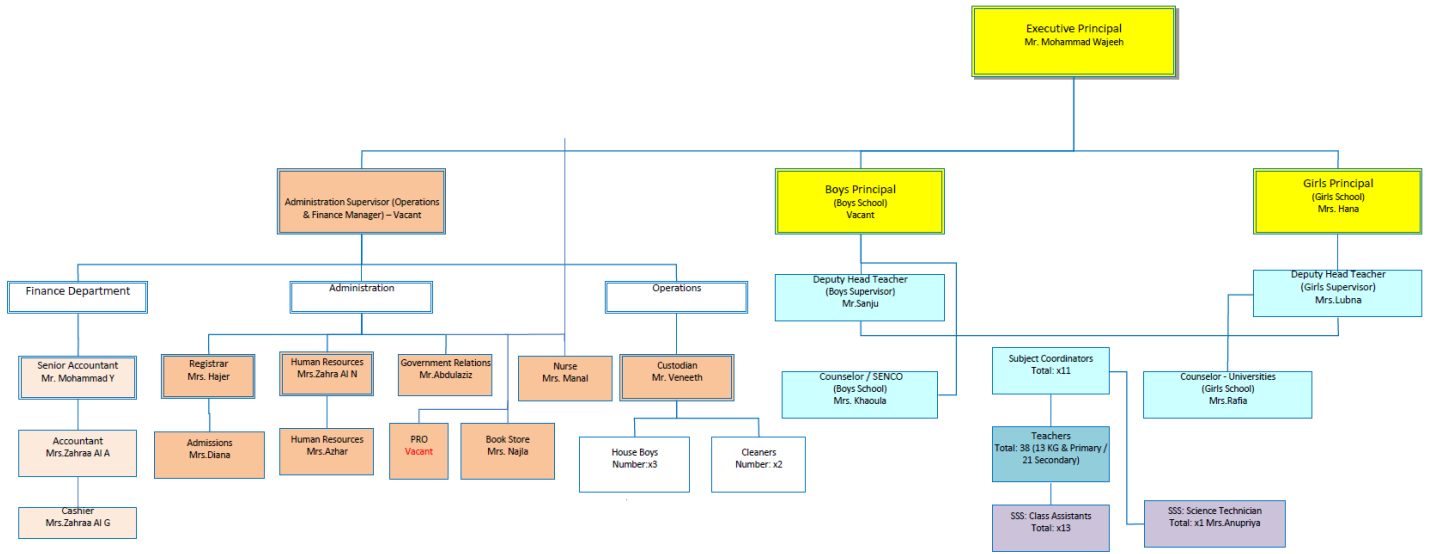 Executive Principal
Mr. Mohammad Wajeeh
Administration Supervisor (Operations
& Finance Manager) – Vacant
Boys Principal
(Boys School)
Vacant
Girls Principal
(Girls School)
Mrs. Hana
Finance Department
Administration
Operations
Deputy Head Teacher
(Boys Supervisor)
Mr.Sanju
Deputy Head Teacher
(Girls Supervisor)
Mrs.Lubna
Senior Accountant
Mr. Mohammad Y
Registrar
Mrs. Hajer
Human Resources
Mrs.Zahra Al N
Government Relations
Mr.Abdulaziz
Nurse
Mrs. Manal
Custodian
Mr. Veneeth
Counselor / SENCO
(Boys School)
Mrs. Khaoula
Subject Coordinators
Total: x11
Counselor - Universities
(Girls School)
Mrs.Rafia
Accountant
Mrs.Zahraa Al A
Admissions
Mrs.Diana
Human Resources
Mrs.Azhar
PRO
Vacant
Book Store
Mrs. Najla
House Boys
Number:x3
Cleaners
Number: x2
Teachers
Total: 38 (13 KG & Primary /
21 Secondary)
Cashier
Mrs.Zahraa Al G
SSS: Class Assistants
Total: x13
SSS: Science Technician
Total: x1 Mrs.Anupriya